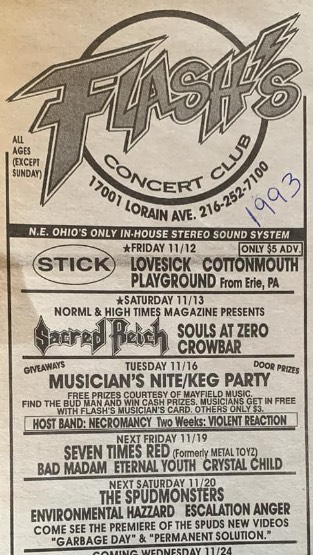 FLASH'S
CONCERT CLUB
17001 LORAIN AVE. 216-252-7100
ALL
AGES
(EXCEPT
SUNDAY)
1993
N.E. OHIO'S ONLY IN-HOUSE STEREO SOUND SYSTEM
★FRIDAY 11/12 ONLY $5 ADV.
STICK LOVESICK COTTONMOUTH
PLAYGROUND From Erie, PA
★SATURDAY 11/13
NORML & HIGH TIMES MAGAZINE PRESENTS
Sacred Reich SOULS AT ZERO
CROWBAR
GIVEAWAYS TUESDAY 11/16 DOOR PRIZES
MUSICIAN'S NITE/KEG PARTY
FREE PRIZES COURTESY OF MAYFIELD MUSIC.
FIND THE BUD MAN AND WIN CASH PRIZES. MUSICIANS GET IN FREE
WITH FLASH'S MUSICIAN'S CARD. OTHERS ONLY $3.
HOST BAND: NECROMANCY Two Weeks: VIOLENT REACTION
NEXT FRIDAY 11/19
SEVEN TIMES RED (Formerly METAL TOYZ)
BAD MADAM ETERNAL YOUTH CRYSTAL CHILD
NEXT SATURDAY 11/20
THE SPUDMONSTERS
ENVIRONMENTAL HAZZARD ESCALATION ANGER
COME SEE THE PREMIERE OF THE SPUDS NEW VIDEOS
"GARBAGE DAY" & "PERMANENT SOLUTION."
COMING WEDNESDAY 11/24